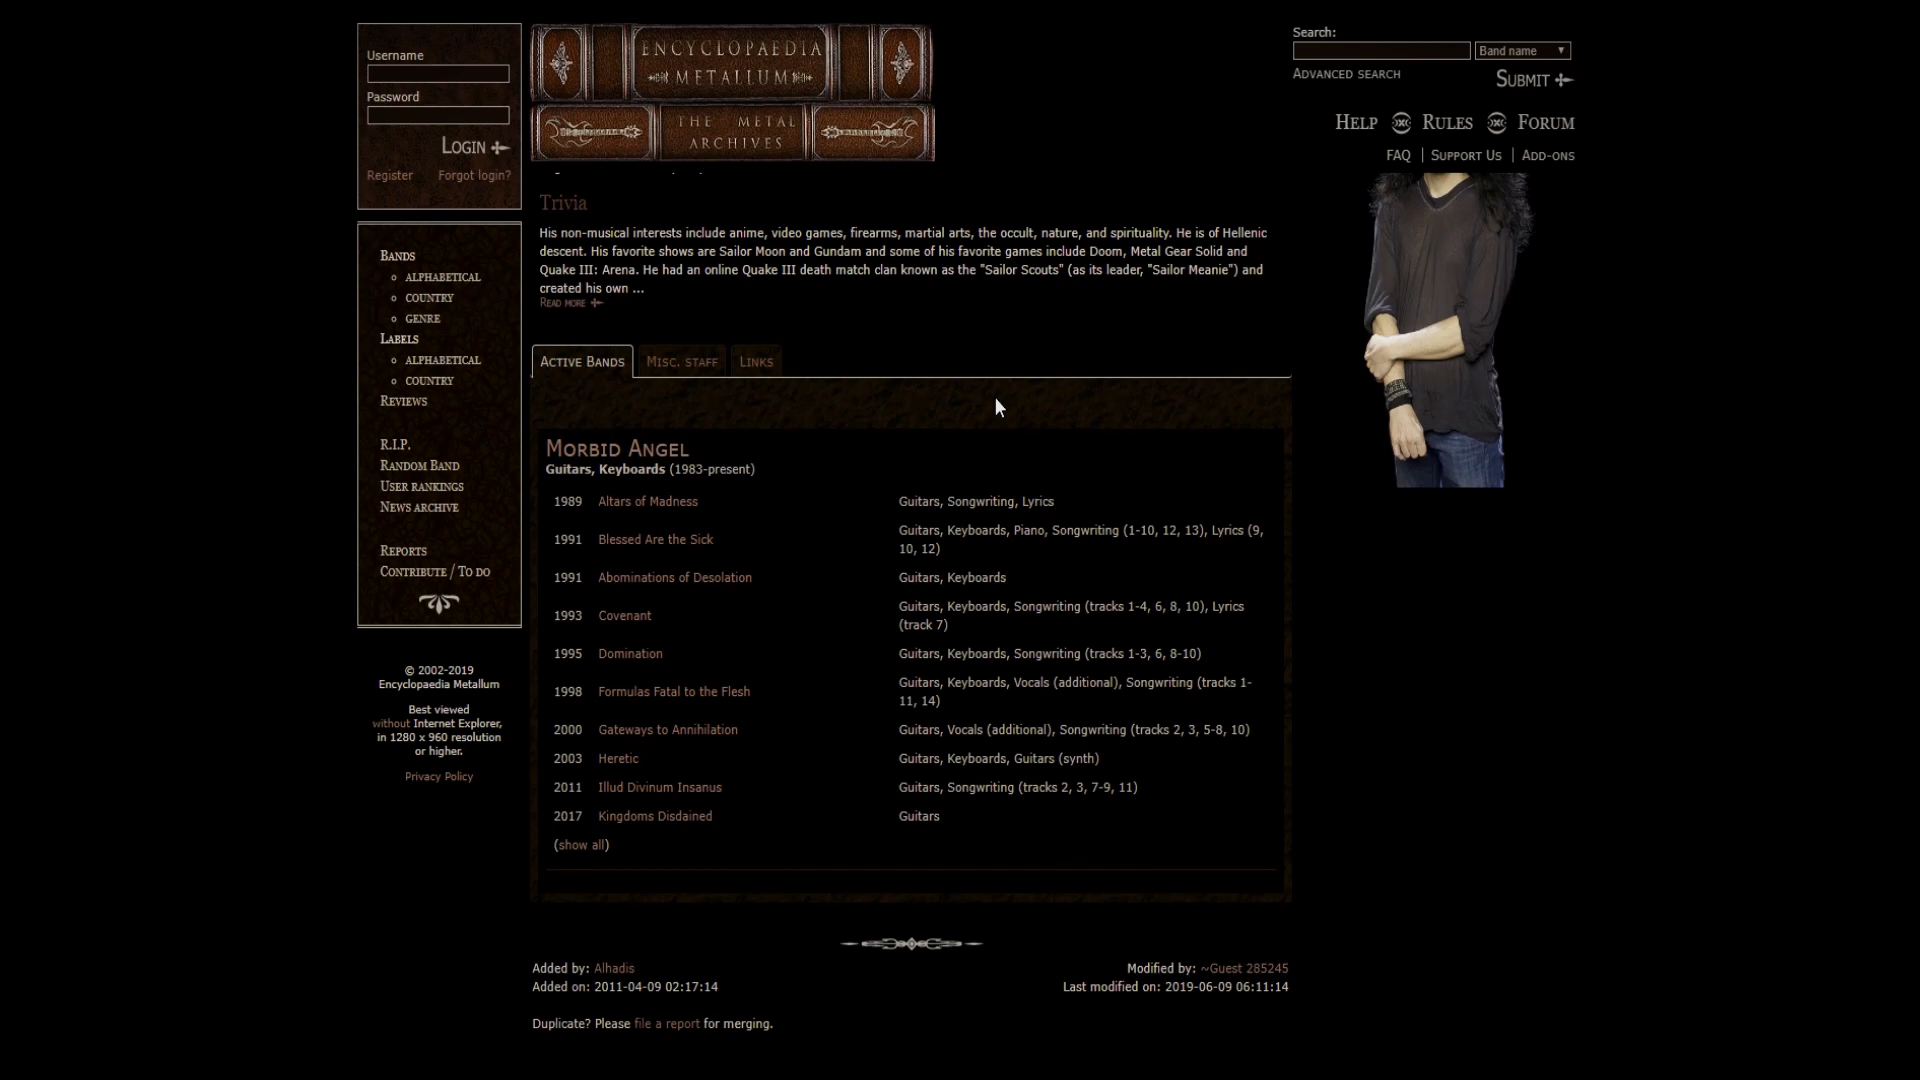 Username
Password
LOGIN
Register Forgot login?
ENCYCLOPAEDIA
METALLUM
THE METAL
ARCHIVES
Search:
Band name
ADVANCED SEARCH
SUBMIT
HELP RULES FORUM
FAQ | SUPPORT US | ADD-ONS
BANDS
ALPHABETICAL
COUNTRY
GENRE
LABELS
ALPHABETICAL
COUNTRY
REVIEWS
R.I.P.
RANDOM BAND
USER RANKINGS
NEWS ARCHIVE
REPORTS
CONTRIBUTE / TO DO
© 2002-2019
Encyclopaedia Metallum
Best viewed
without Internet Explorer,
in 1280 x 960 resolution
or higher.
Privacy Policy
Trivia
His non-musical interests include anime, video games, firearms, martial arts, the occult, nature, and spirituality. He is of Hellenic
descent. His favorite shows are Sailor Moon and Gundam and some of his favorite games include Doom, Metal Gear Solid and
Quake III: Arena. He had an online Quake III death match clan known as the "Sailor Scouts" (as its leader, "Sailor Meanie") and
created his own ...
READ MORE
ACTIVE BANDS MISC. STAFF LINKS
MORBID ANGEL
Guitars, Keyboards (1983-present)
1989 Altars of Madness Guitars, Songwriting, Lyrics
1991 Blessed Are the Sick Guitars, Keyboards, Piano, Songwriting (1-10, 12, 13), Lyrics (9,
10, 12)
1991 Abominations of Desolation Guitars, Keyboards
1993 Covenant Guitars, Keyboards, Songwriting (tracks 1-4, 6, 8, 10), Lyrics
(track 7)
1995 Domination Guitars, Keyboards, Songwriting (tracks 1-3, 6, 8-10)
1998 Formulas Fatal to the Flesh Guitars, Keyboards, Vocals (additional), Songwriting (tracks 1-
11, 14)
2000 Gateways to Annihilation Guitars, Vocals (additional), Songwriting (tracks 2, 3, 5-8, 10)
2003 Heretic Guitars, Keyboards, Guitars (synth)
2011 Illud Divinum Insanus Guitars, Songwriting (tracks 2, 3, 7-9, 11)
2017 Kingdoms Disdained Guitars
(show all)
Added by: Alhadis Modified by: ~Guest 285245
Added on: 2011-04-09 02:17:14 Last modified on: 2019-06-09 06:11:14
Duplicate? Please file a report for merging.